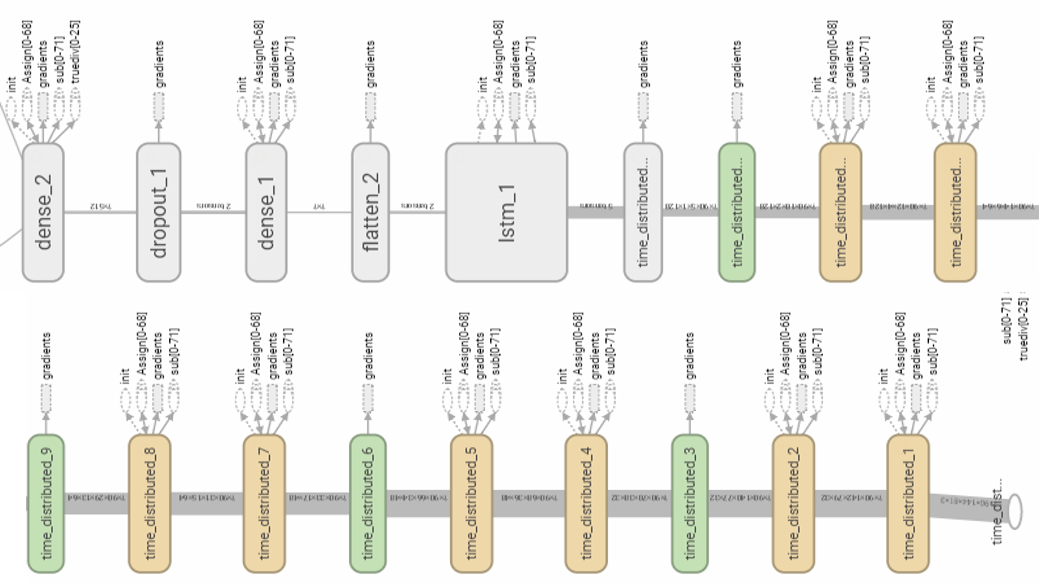 init
Assign[0-68]
gradients
sub[0-71]
truediv[0-25]
gradients
init
Assign[0-68]
gradients
sub[0-71]
gradients
init
Assign[0-68]
gradients
sub[0-71]
gradients
gradients
init
Assign[0-68]
gradients
sub[0-71]
init
Assign[0-68]
gradients
sub[0-71]
dense_2
dropout_1
dense_1
flatten_2
lstm_1
time_distributed...
time_distributed...
time_distributed...
time_distributed...
?×512
2 tensors
2 tensors
5 tensors
sub[0-71]
truediv[0-25]
gradients
init
Assign[0-68]
gradients
sub[0-71]
init
Assign[0-68]
gradients
sub[0-71]
gradients
init
Assign[0-68]
gradients
sub[0-71]
init
Assign[0-68]
gradients
sub[0-71]
gradients
init
Assign[0-68]
gradients
sub[0-71]
init
Assign[0-68]
gradients
sub[0-71]
time_distributed_9
time_distributed_8
time_distributed_7
time_distributed_6
time_distributed_5
time_distributed_4
time_distributed_3
time_distributed_2
time_distributed_1
time_dist...